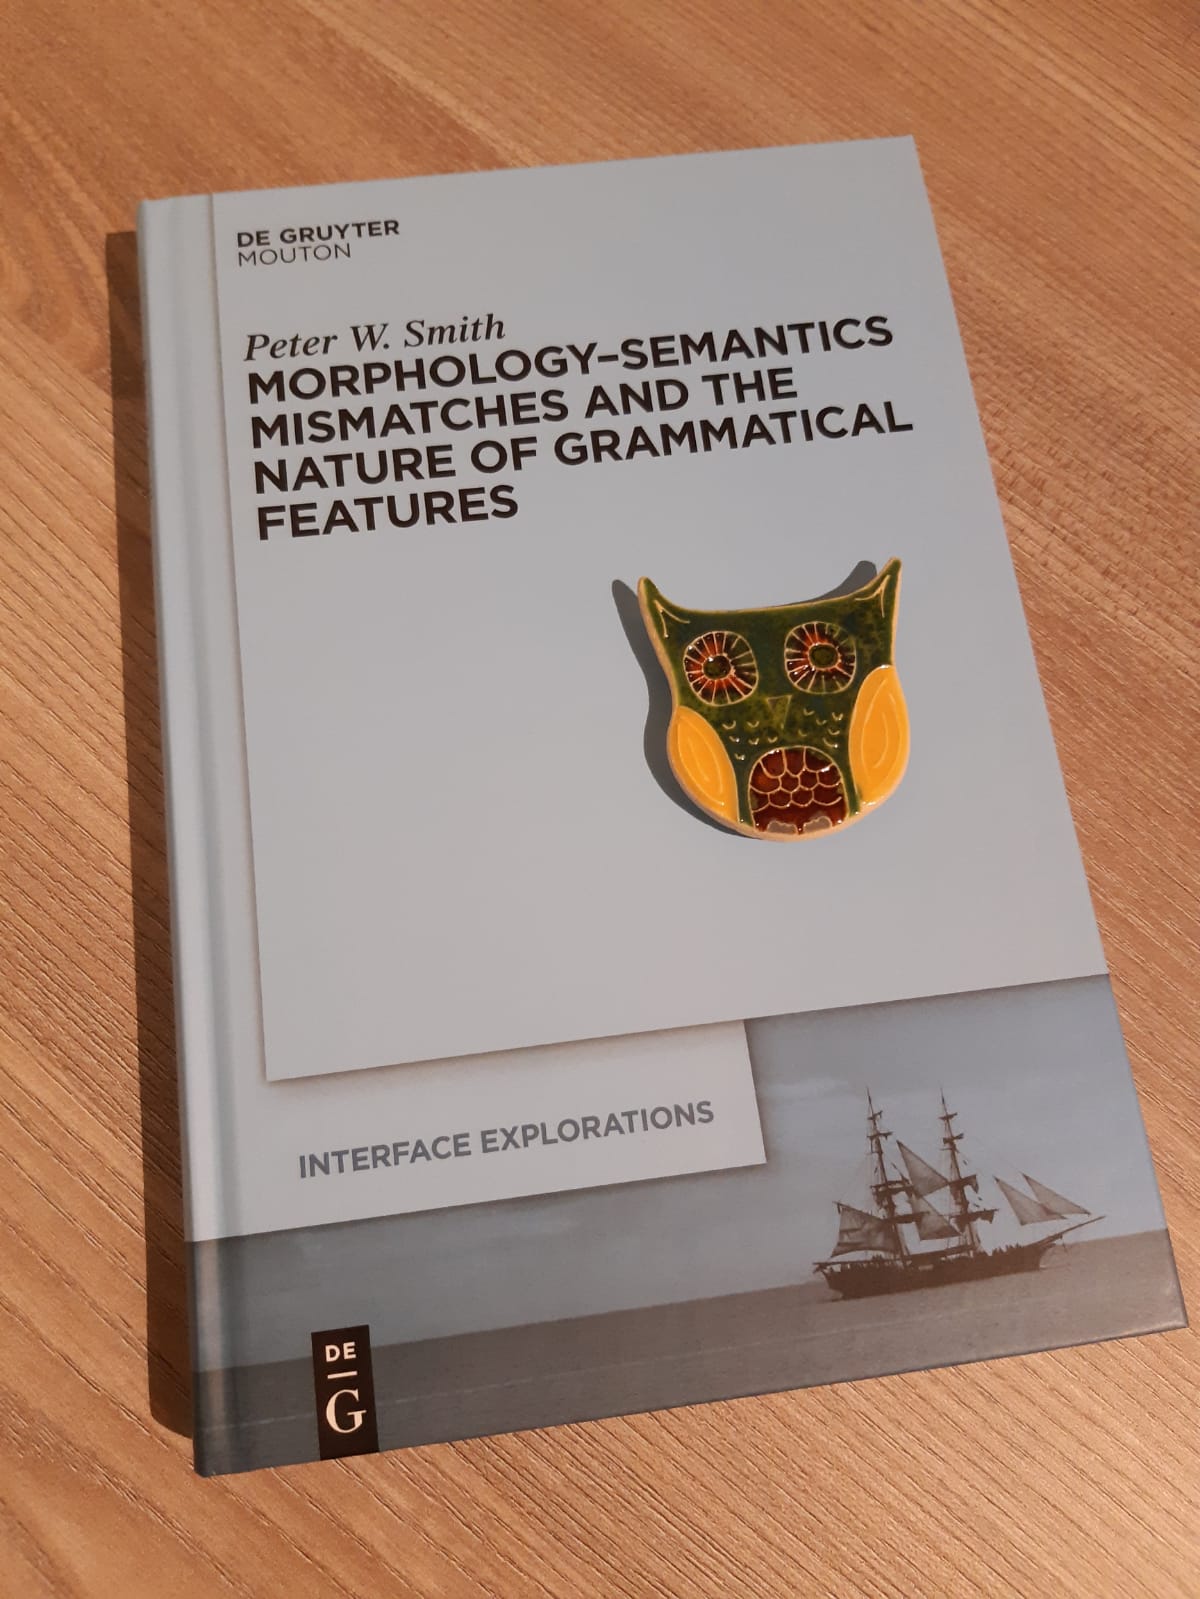 DE GRUYTER
MOUTON
Peter W. Smith
MORPHOLOGY–SEMANTICS
MISMATCHES AND THE
NATURE OF GRAMMATICAL
FEATURES
INTERFACE EXPLORATIONS
DE
G